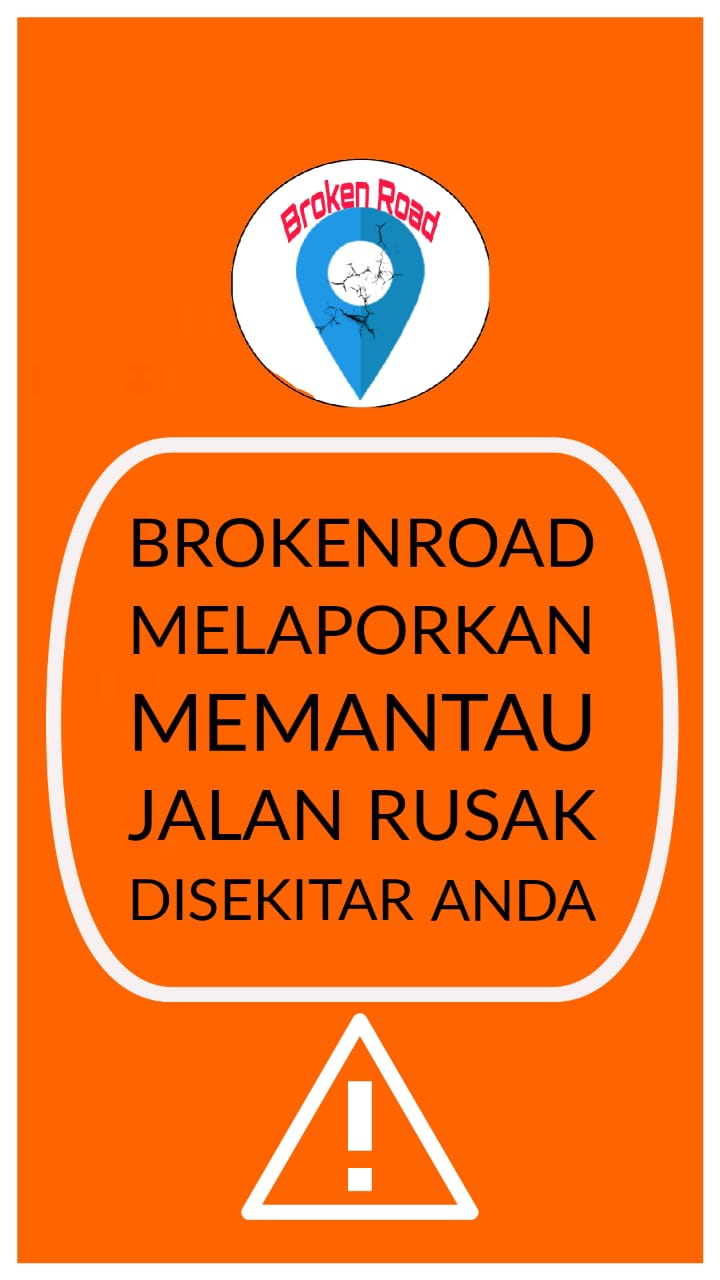 Broken Road
BROKENROAD
MELAPORKAN
MEMANTAU
JALAN RUSAK
DISEKITAR ANDA
!